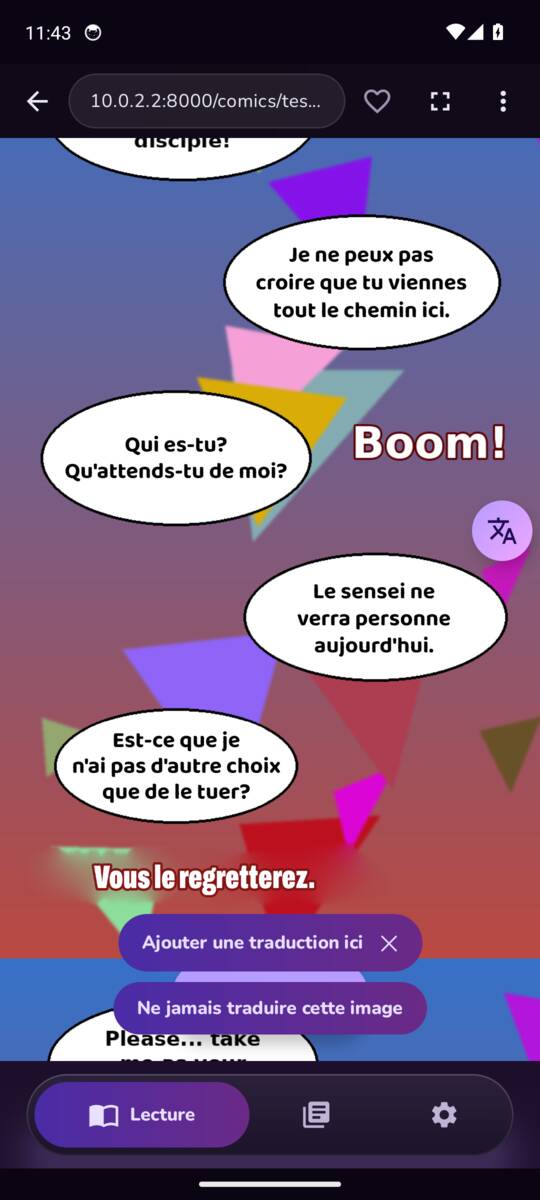 11:43
10.0.2.2:8000/comics/tes...
disciple!
Je ne peux pas
croire que tu viennes
tout le chemin ici.
Qui es-tu?
Qu'attends-tu de moi?
Boom!
Le sensei ne
verra personne
aujourd'hui.
Est-ce que je
n'ai pas d'autre choix
que de le tuer?
Vous le regretterez.
Ajouter une traduction ici
Ne jamais traduire cette image
Please... take
me as your
Lecture